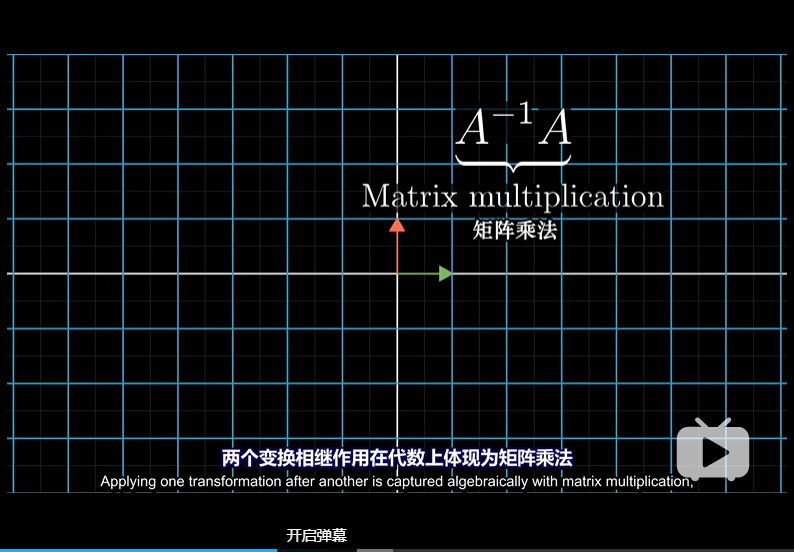 A⁻¹A
Matrix multiplication
矩阵乘法
两个变换相继作用在代数上体现为矩阵乘法
Applying one transformation after another is captured algebraically with matrix multiplication,
开启弹幕